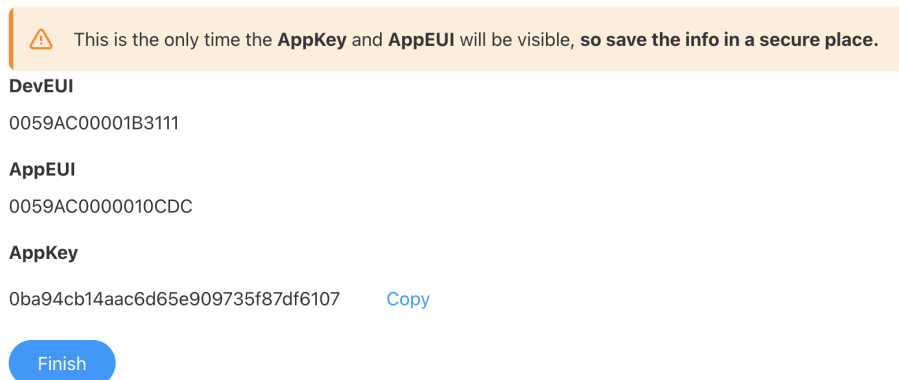 This is the only time the AppKey and AppEUI will be visible, so save the info in a secure place.
DevEUI
0059AC00001B3111
AppEUI
0059AC0000010CDC
AppKey
0ba94cb14aac6d65e909735f87df6107 Copy
Finish